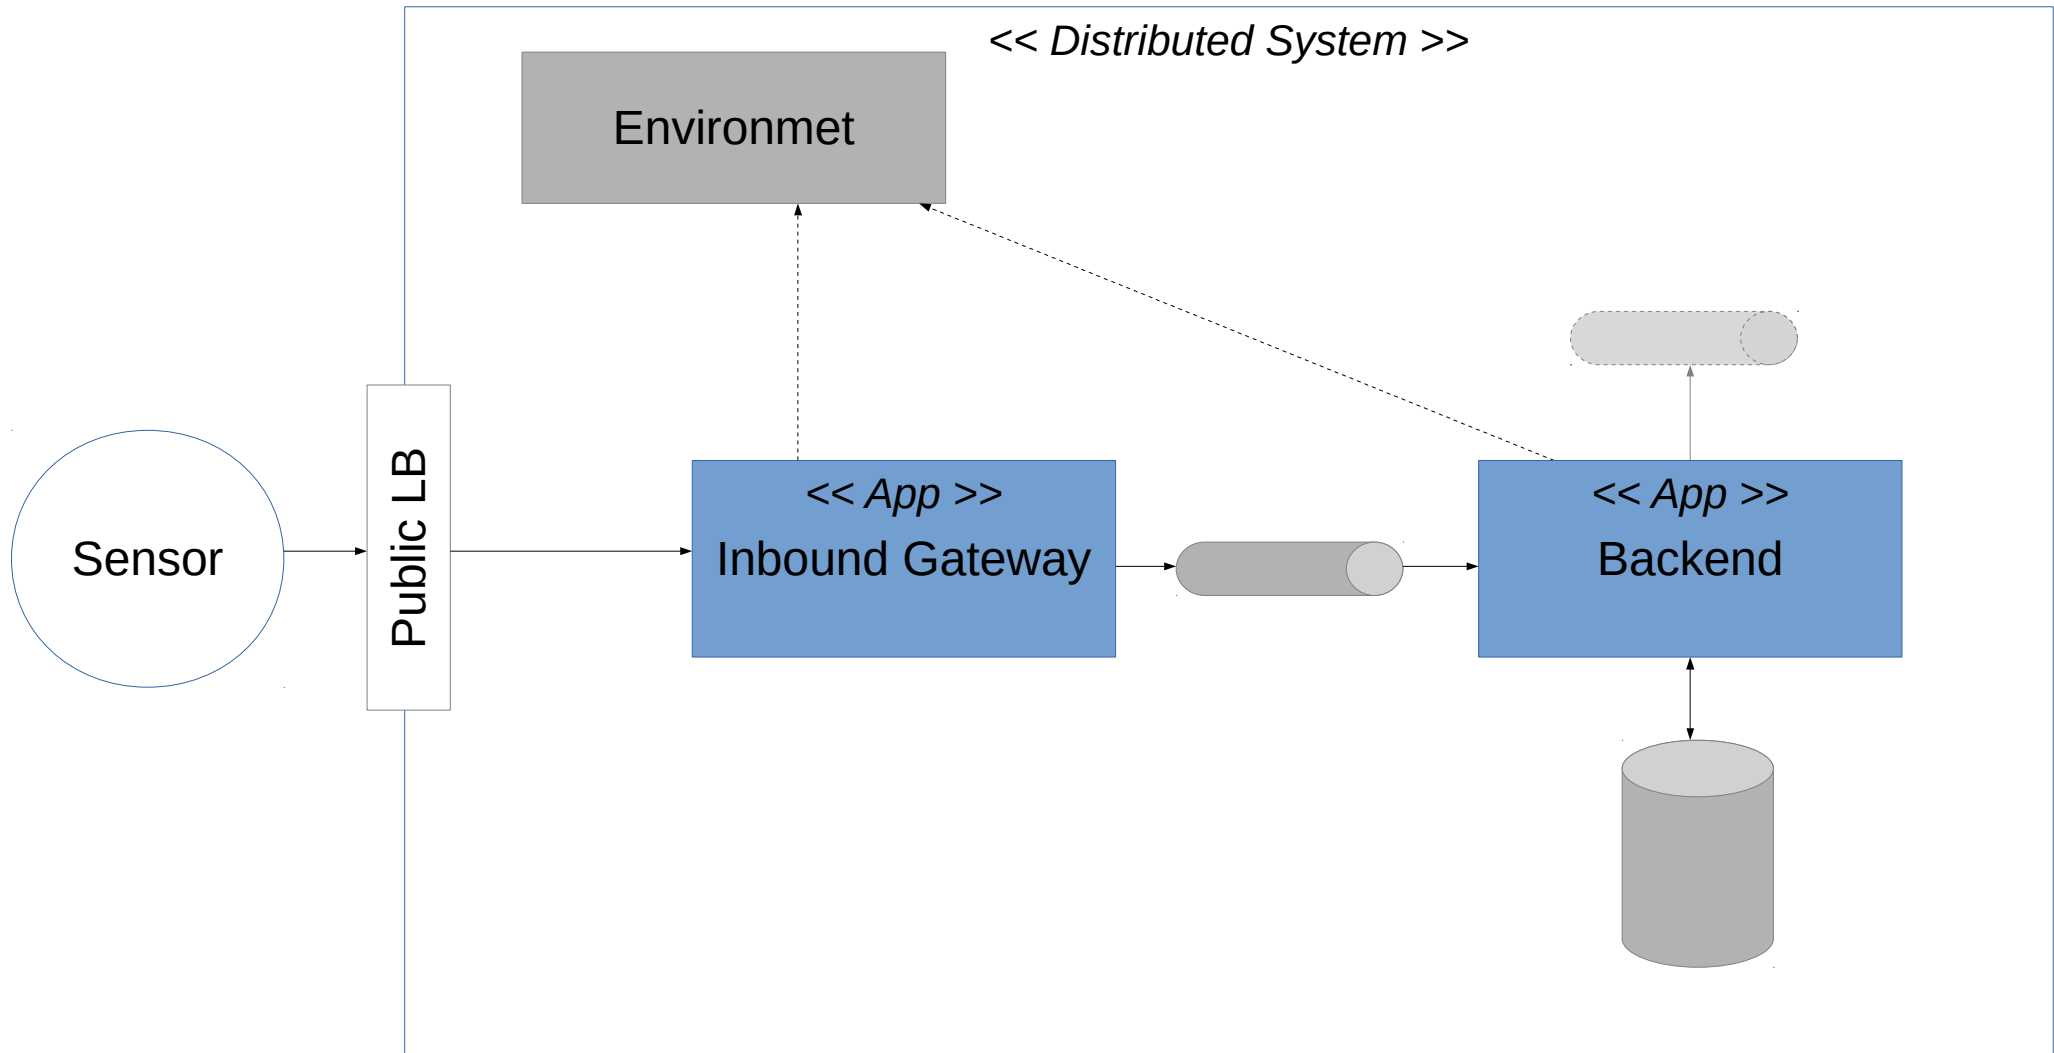 << Distributed System >>
Environmet
Sensor
Public LB
<< App >>
Inbound Gateway
<< App >>
Backend